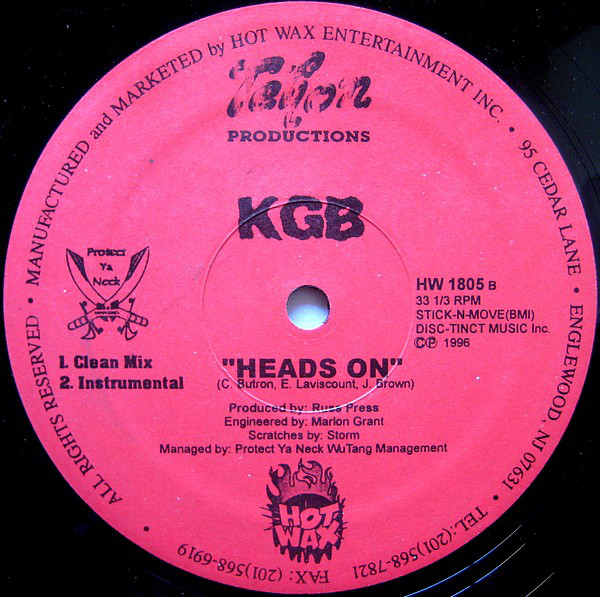 ALL RIGHTS RESERVED • MANUFACTURED and MARKETED by HOT WAX ENTERTAINMENT INC. • 95 CEDAR LANE • ENGLEWOOD, NJ 07631 • TEL:(201)568-7821
FAX: (201)568-6919 •
PRODUCTIONS
KGB
Protect
Ya
Neck
HW 1805 B
33 1/3 RPM
STICK-N-MOVE(BMI)
DISC-TINCT MUSIC Inc.
©℗ 1996
1. Clean Mix
2. Instrumental
"HEADS ON"
(C. Butron, E. Laviscount, J. Brown)
Produced by: Russ Press
Engineered by: Marlon Grant
Scratches by: Storm
Managed by: Protect Ya Neck WuTang Management
HOT
WAX